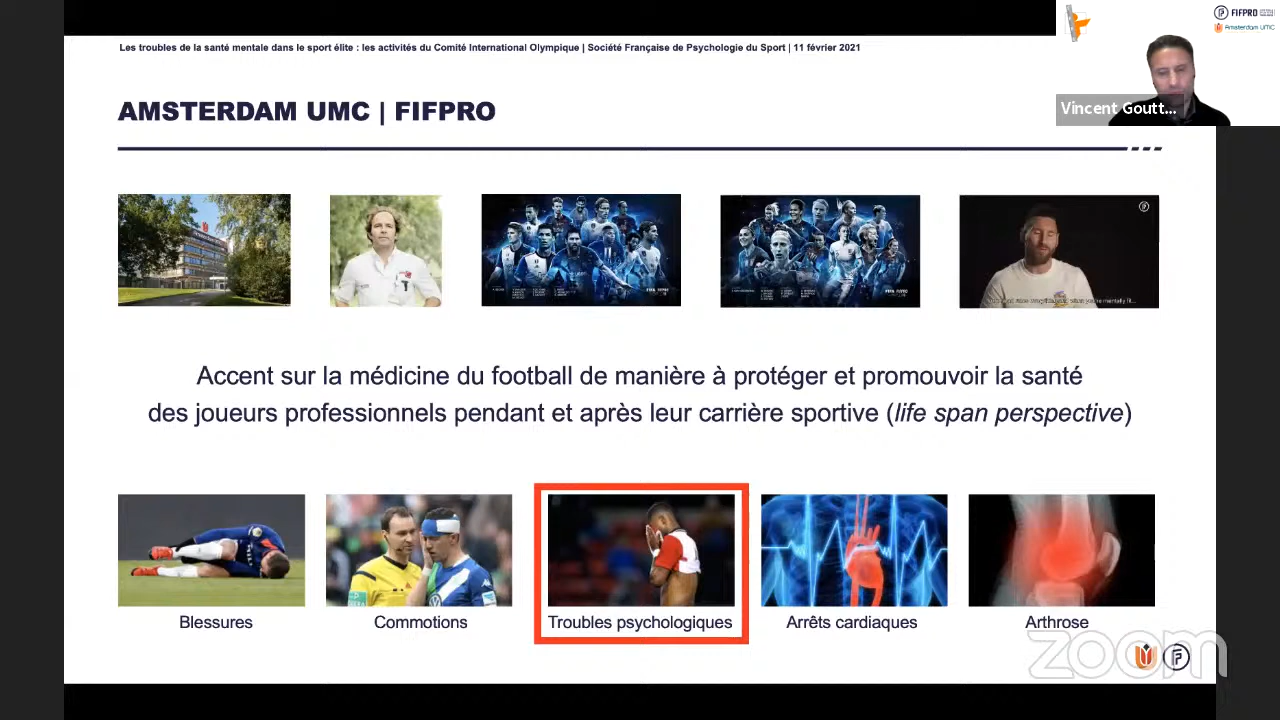 Les troubles de la santé mentale dans le sport élite : les activités du Comité International Olympique | Société Française de Psychologie du Sport | 11 février 2021
FIFPRO
Amsterdam UMC
Vincent Goutt...
AMSTERDAM UMC | FIFPRO
FIFPRO
FIFPRO
Accent sur la médicine du football de manière à protéger et promouvoir la santé
des joueurs professionnels pendant et après leur carrière sportive (life span perspective)
Blessures
Commotions
Troubles psychologiques
Arrêts cardiaques
Arthrose
zoom